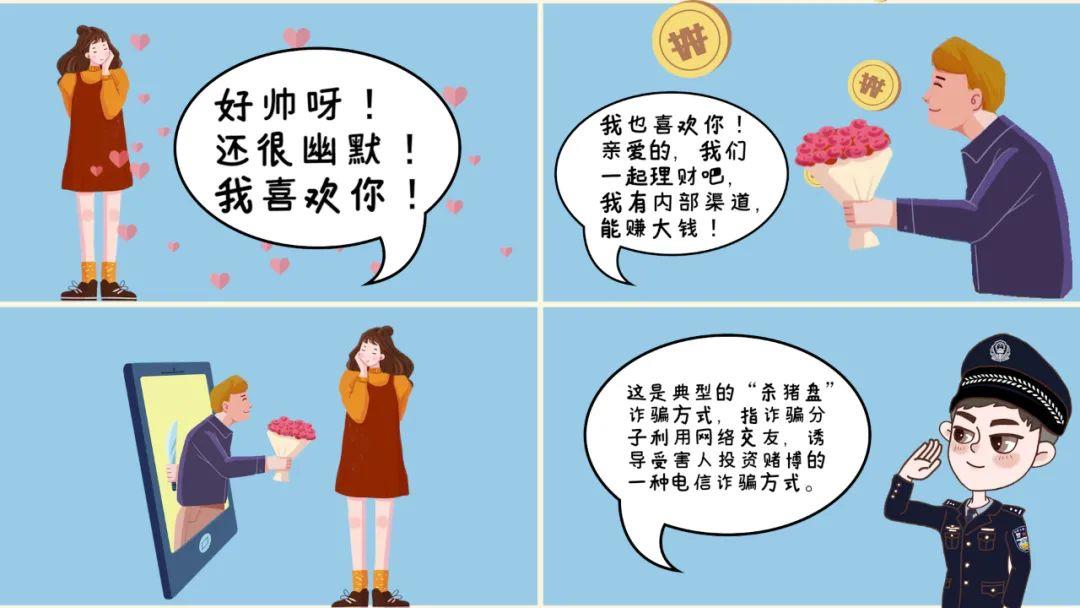 好帅呀！
还很幽默！
我喜欢你！
我也喜欢你！
亲爱的，我们
一起理财吧，
我有内部渠道，
能赚大钱！
这是典型的“杀猪盘”
诈骗方式，指诈骗分
子利用网络交友，诱
导受害人投资赌博的
一种电信诈骗方式。